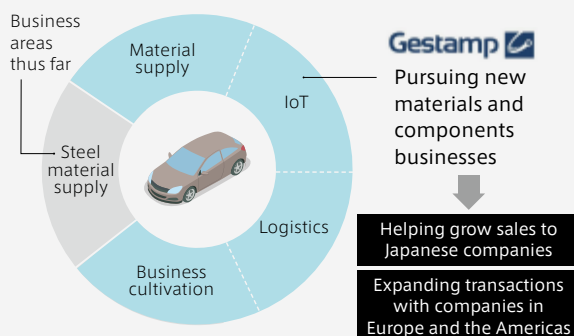 Business
areas
thus far
Material
supply
IoT
Steel
material
supply
Logistics
Business
cultivation
Gestamp
Pursuing new
materials and
components
businesses
Helping grow sales to
Japanese companies
Expanding transactions
with companies in
Europe and the Americas